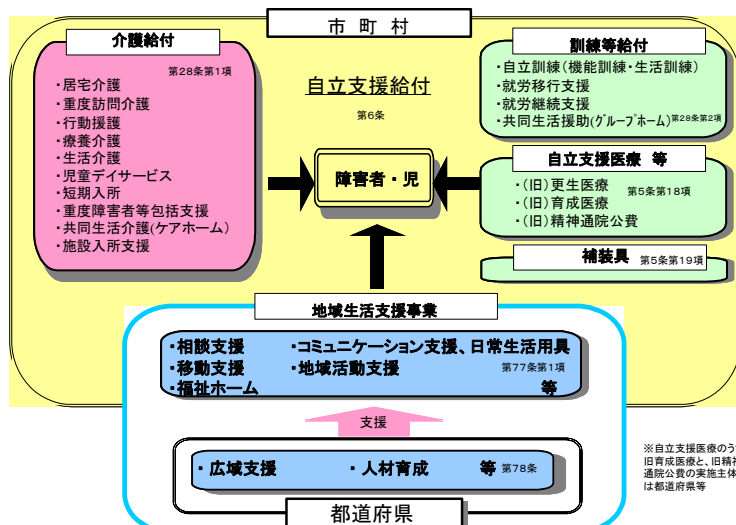 市 町 村
介護給付
第28条第1項
・居宅介護
・重度訪問介護
・行動援護
・療養介護
・生活介護
・児童デイサービス
・短期入所
・重度障害者等包括支援
・共同生活介護(ケアホーム)
・施設入所支援
自立支援給付
第6条
障害者・児
訓練等給付
・自立訓練(機能訓練・生活訓練)
・就労移行支援
・就労継続支援
・共同生活援助(グループホーム)第28条第2項
自立支援医療 等
・(旧)更生医療 第5条第18項
・(旧)育成医療
・(旧)精神通院公費
補装具 第5条第19項
地域生活支援事業
・相談支援 ・コミュニケーション支援、日常生活用具
・移動支援 ・地域活動支援 第77条第1項
・福祉ホーム 等
支援
・広域支援 ・人材育成 等 第78条
都道府県
※自立支援医療のう
旧育成医療と、旧精神
通院公費の実施主体
は都道府県等